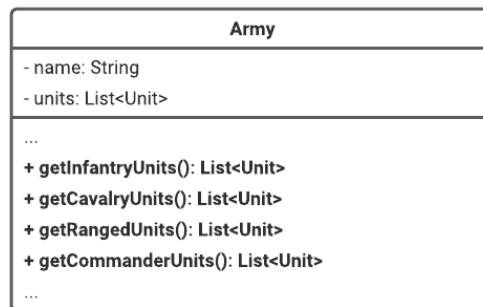 Army
- name: String
- units: List<Unit>
...
+ getInfantryUnits(): List<Unit>
+ getCavalryUnits(): List<Unit>
+ getRangedUnits(): List<Unit>
+ getCommanderUnits(): List<Unit>
...